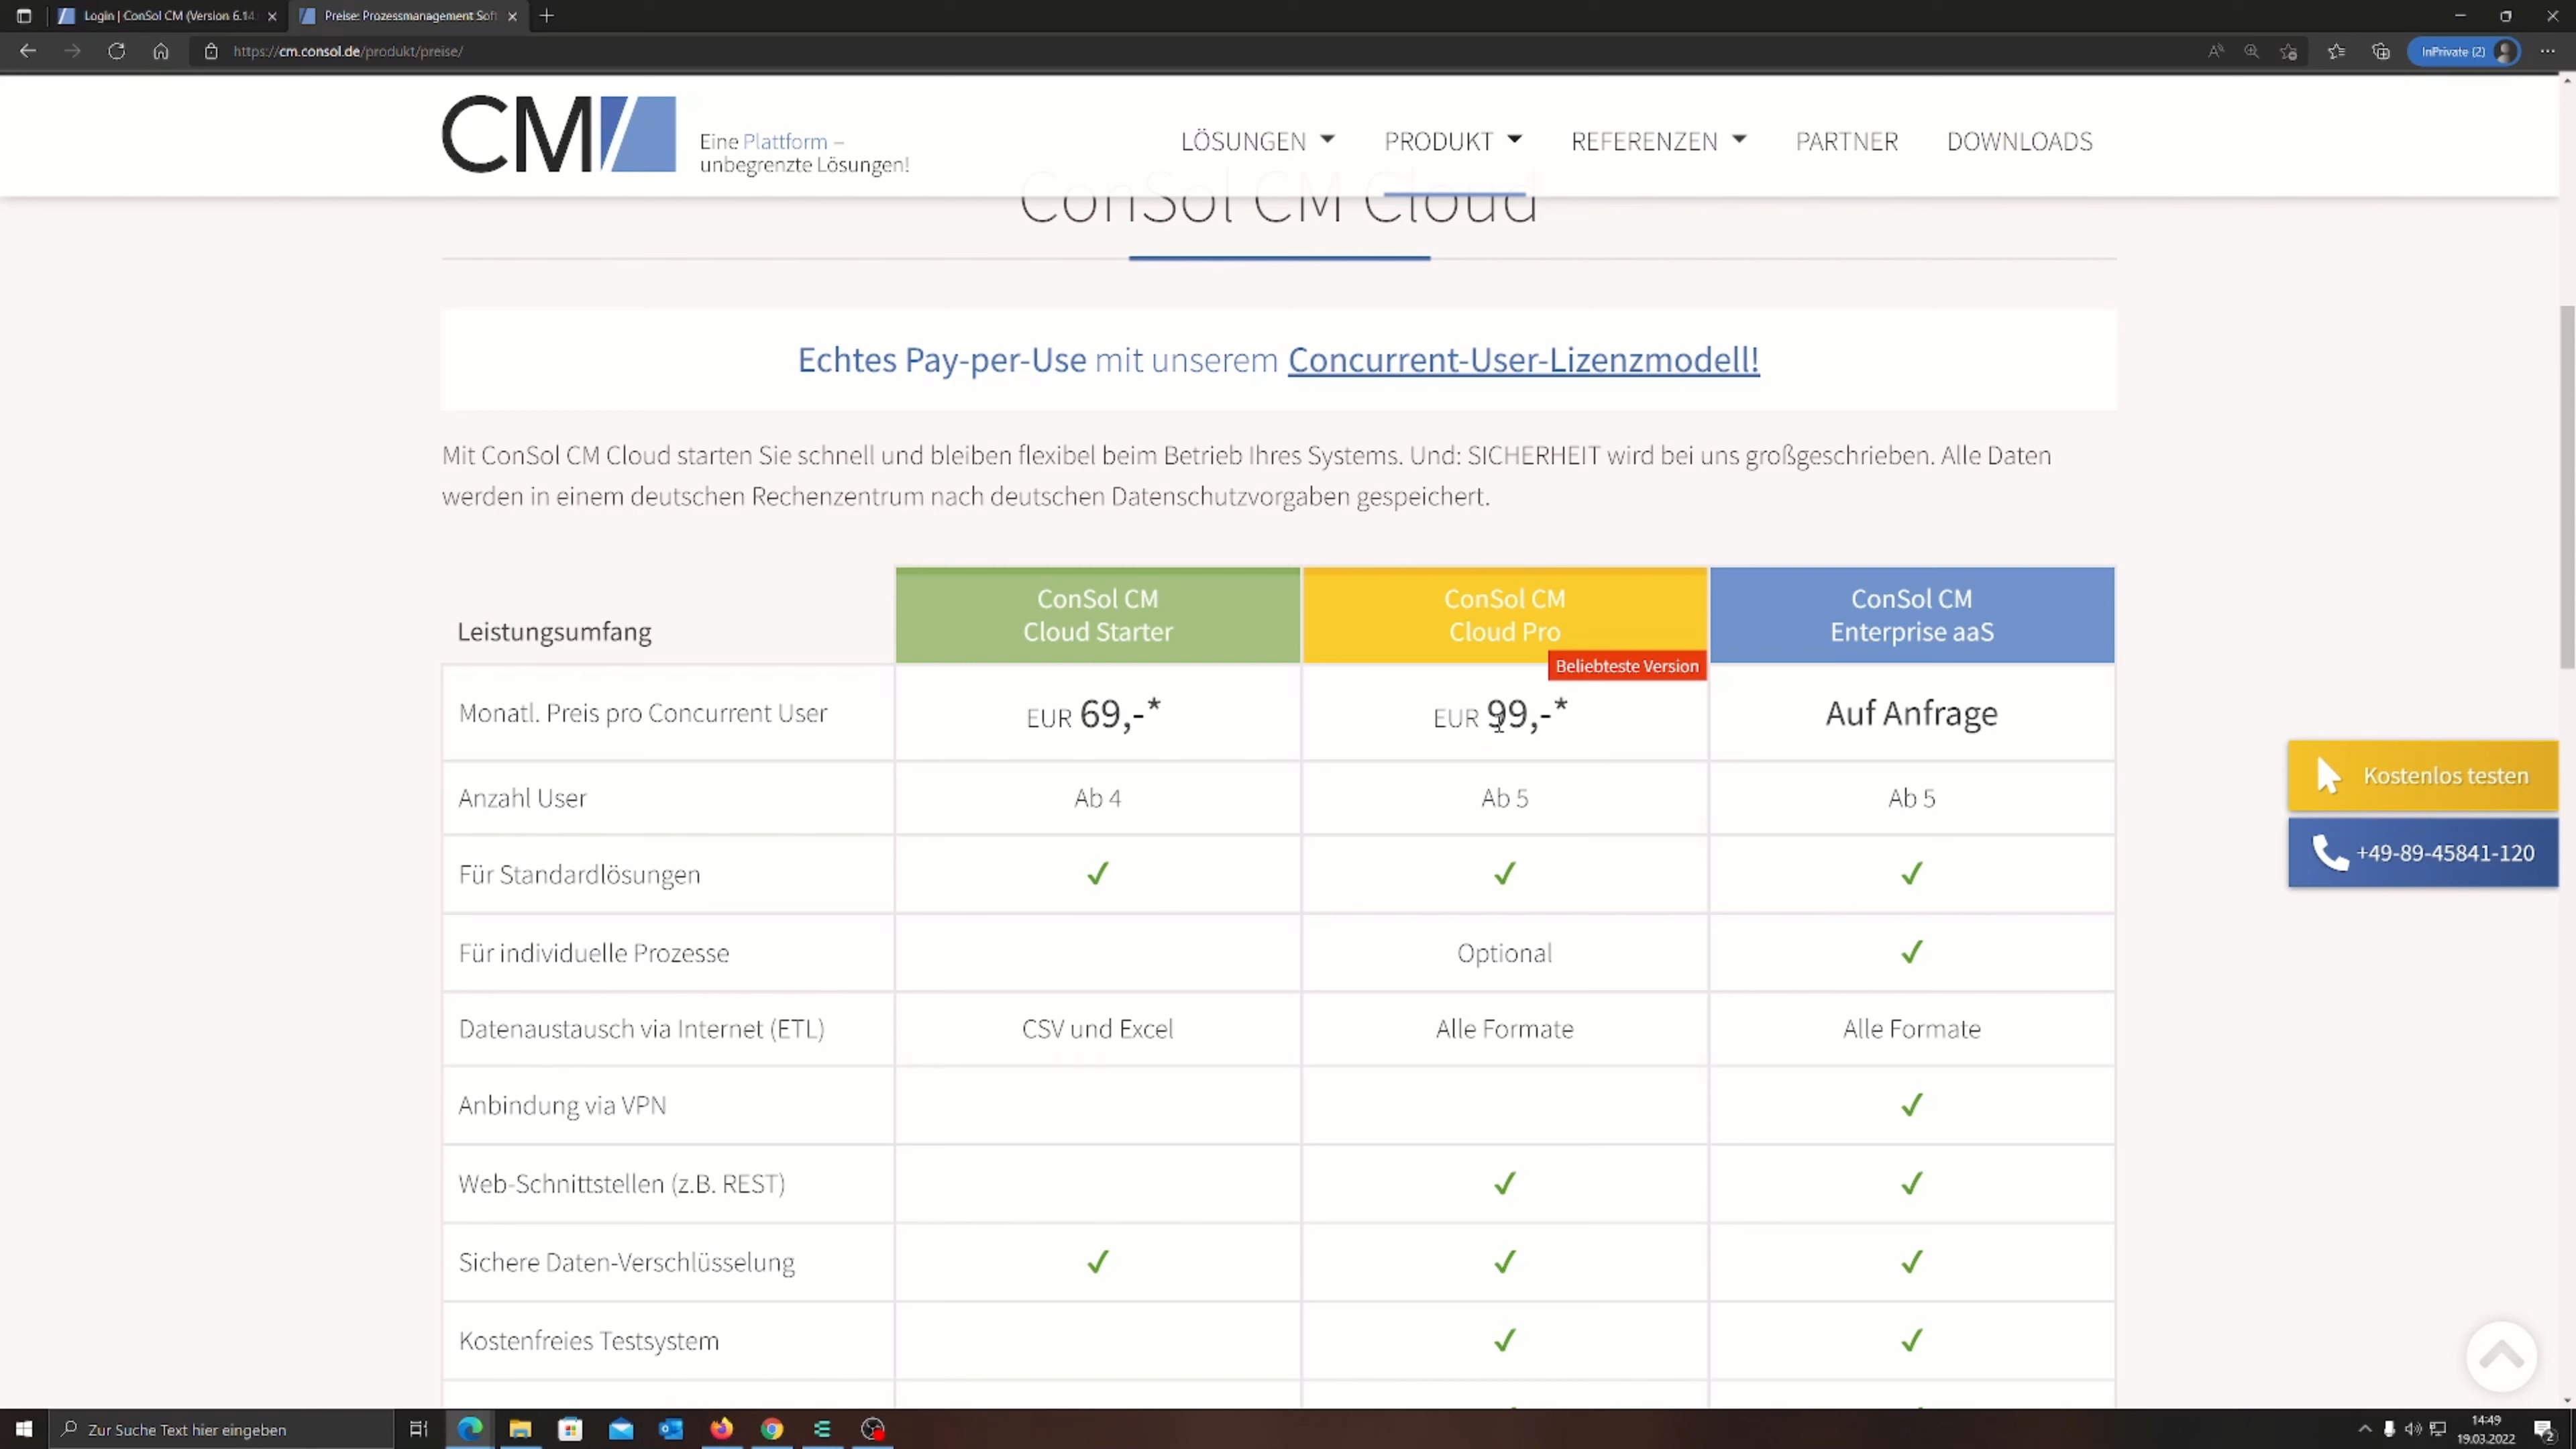 Login | ConSol CM (Version 6.14.
Preise: Prozessmanagement Soft
https://cm.consol.de/produkt/preise/
InPrivate (2)
CM/
Eine Plattform –
unbegrenzte Lösungen!
LÖSUNGEN
PRODUKT
REFERENZEN
PARTNER
DOWNLOADS
ConSol CM Cloud
Echtes Pay-per-Use mit unserem Concurrent-User-Lizenzmodell!
Mit ConSol CM Cloud starten Sie schnell und bleiben flexibel beim Betrieb Ihres Systems. Und: SICHERHEIT wird bei uns großgeschrieben. Alle Daten
werden in einem deutschen Rechenzentrum nach deutschen Datenschutzvorgaben gespeichert.
Leistungsumfang
ConSol CM
Cloud Starter
ConSol CM
Cloud Pro
Beliebteste Version
ConSol CM
Enterprise aaS
Monatl. Preis pro Concurrent User
EUR 69,-*
EUR 99,-*
Auf Anfrage
Anzahl User
Ab 4
Ab 5
Ab 5
Für Standardlösungen
✓
✓
✓
Für individuelle Prozesse
Optional
✓
Datenaustausch via Internet (ETL)
CSV und Excel
Alle Formate
Alle Formate
Anbindung via VPN
✓
Web-Schnittstellen (z.B. REST)
✓
✓
Sichere Daten-Verschlüsselung
✓
✓
✓
Kostenfreies Testsystem
✓
✓
Kostenlos testen
+49-89-45841-120
Zur Suche Text hier eingeben
14:49
19.03.2022
2